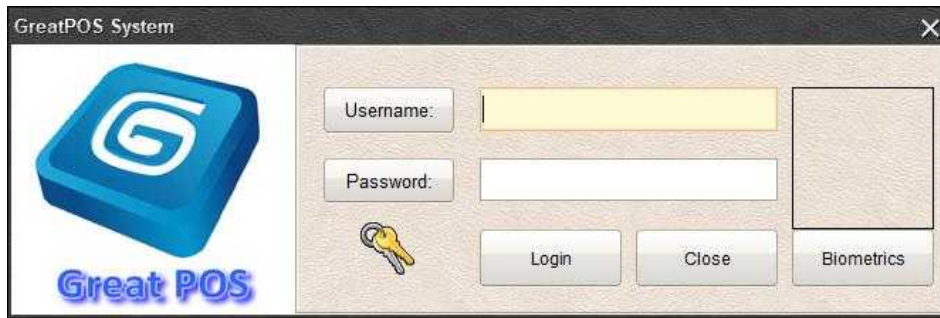 GreatPOS System
G
Username:
Password:
Login Close Biometrics
Great POS